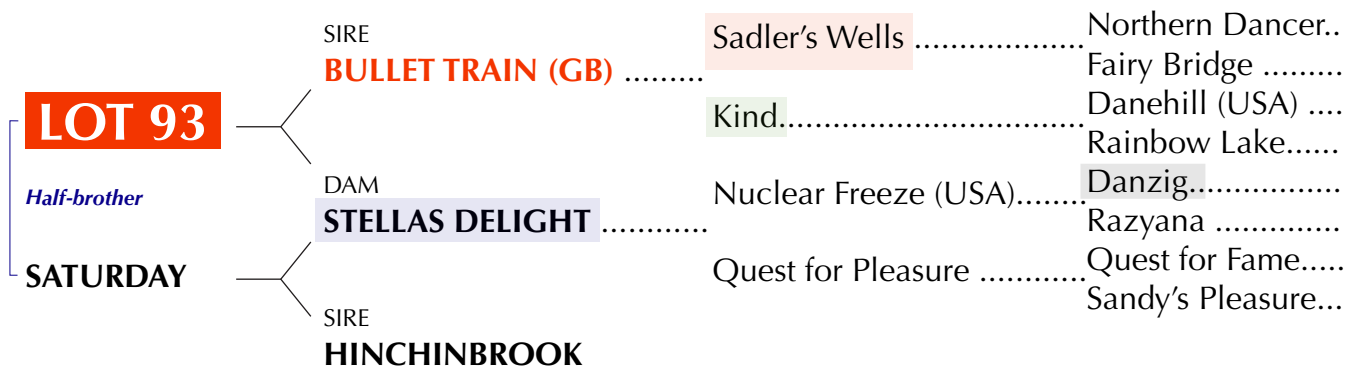 SIRE
BULLET TRAIN (GB) .........
LOT 93
Half-brother
DAM
STELLAS DELIGHT............
SATURDAY
SIRE
HINCHINBROOK
Sadler’s Wells ...................
Kind..................................
Nuclear Freeze (USA)........
Quest for Pleasure ............
Northern Dancer..
Fairy Bridge .........
Danehill (USA) ....
Rainbow Lake......
Danzig.................
Razyana ..............
Quest for Fame.....
Sandy’s Pleasure...